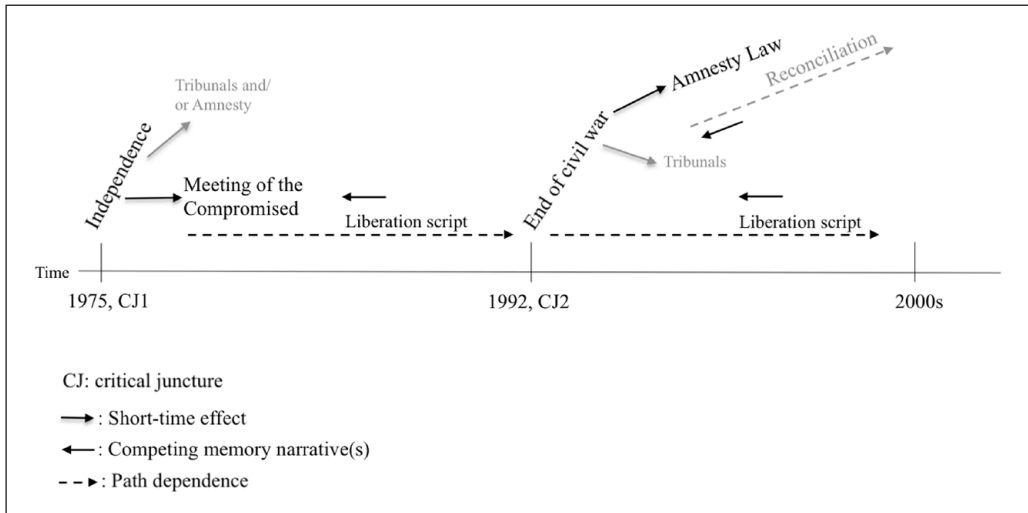 Tribunals and/
or Amnesty
Independence
Meeting of the
Compromised
Liberation script
End of civil war
Amnesty Law
Reconciliation
Tribunals
Liberation script
Time
1975, CJ1
1992, CJ2
2000s
CJ: critical juncture
: Short-time effect
: Competing memory narrative(s)
: Path dependence